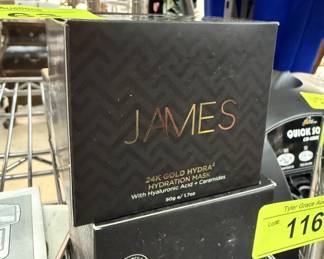 JAMES
24K GOLD HYDRA²
HYDRATION MASK
With Hyaluronic Acid + Ceramides
50g e/ 1.7oz
QUICK SO
Tyler Grace Au
Lot#
116